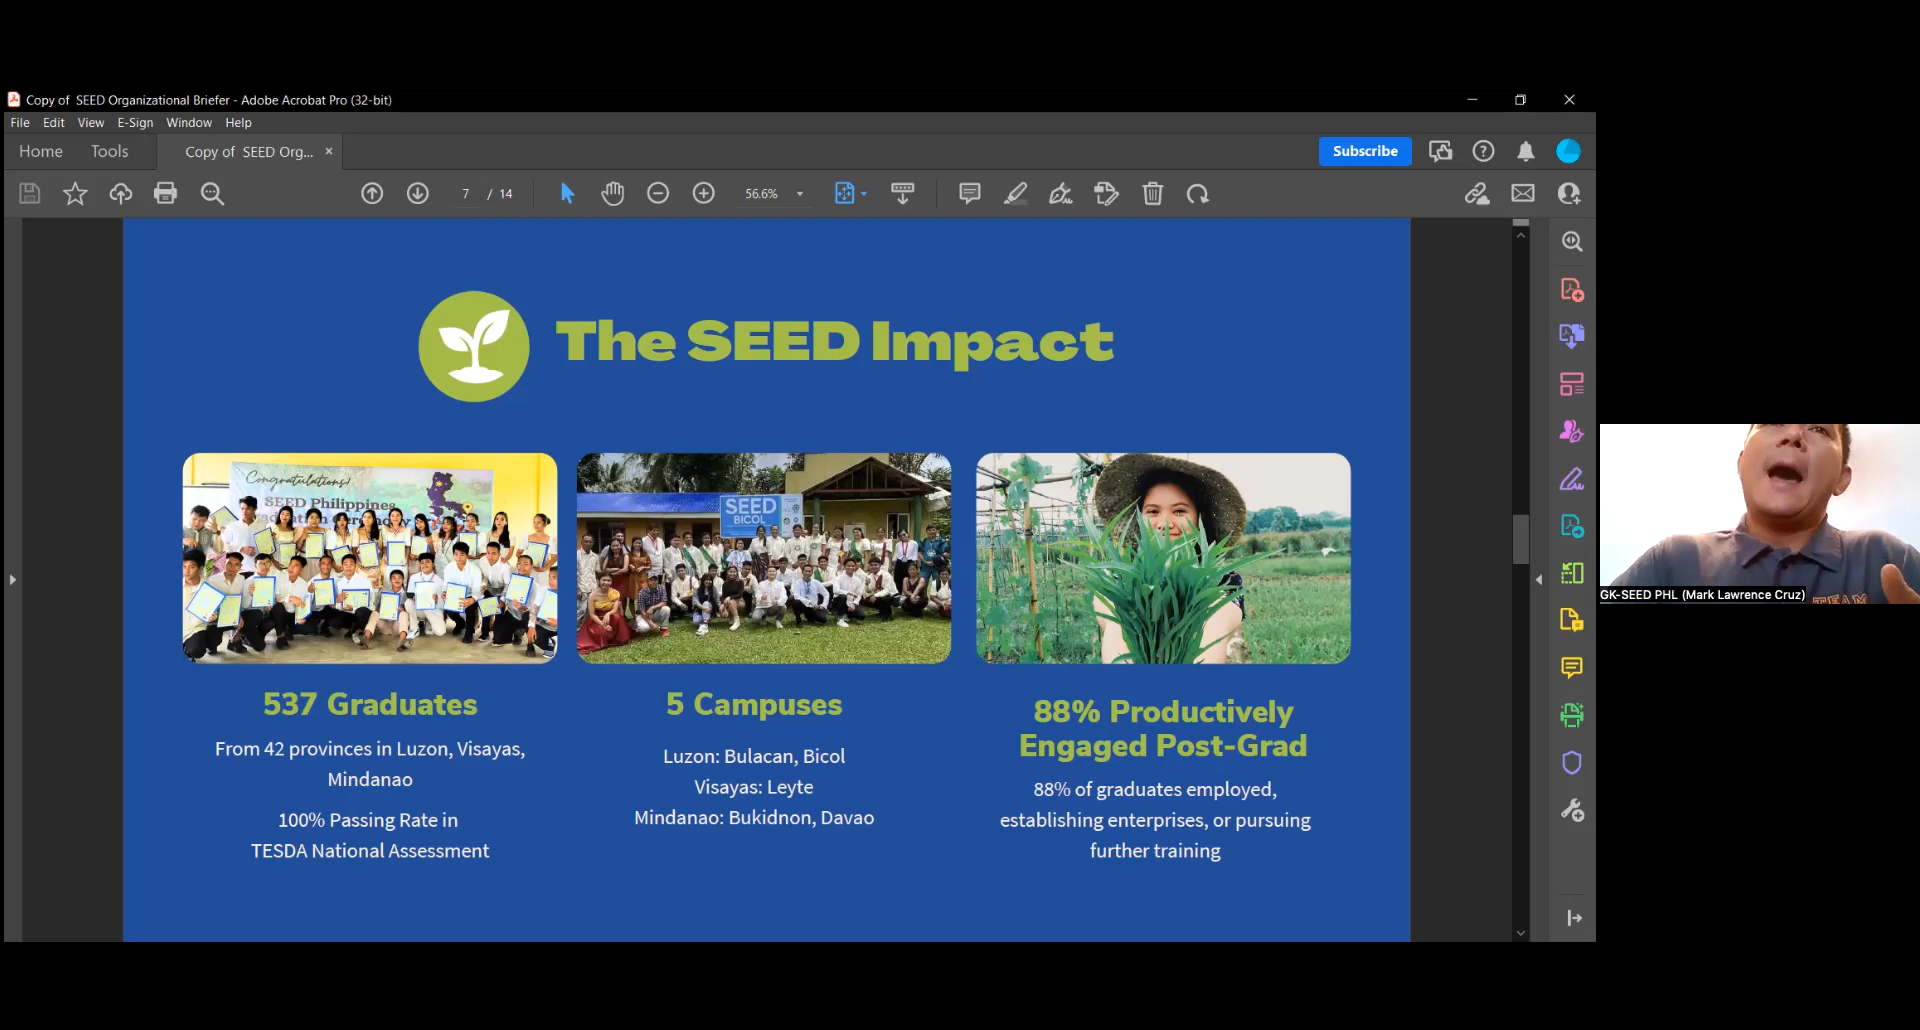 Copy of SEED Organizational Briefer - Adobe Acrobat Pro (32-bit)
File Edit View E-Sign Window Help
Home Tools Copy of SEED Org... ×
Subscribe
7 / 14 56.6%
The SEED Impact
Congratulations!
SEED Philippines
Ceremony
SEED
BICOL
537 Graduates
From 42 provinces in Luzon, Visayas,
Mindanao
100% Passing Rate in
TESDA National Assessment
5 Campuses
Luzon: Bulacan, Bicol
Visayas: Leyte
Mindanao: Bukidnon, Davao
88% Productively
Engaged Post-Grad
88% of graduates employed,
establishing enterprises, or pursuing
further training
TEAM
GK-SEED PHL (Mark Lawrence Cruz)